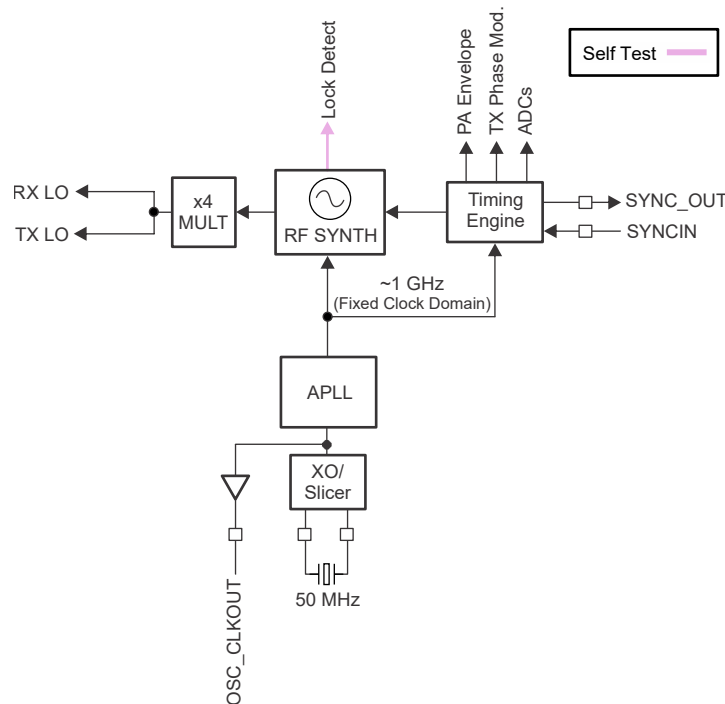 Self Test
Lock Detect
PA Envelope
TX Phase Mod.
ADCs
RX LO
TX LO
x4
MULT
RF SYNTH
Timing
Engine
SYNC_OUT
SYNCIN
~1 GHz
(Fixed Clock Domain)
APLL
XO/
Slicer
50 MHz
OSC_CLKOUT